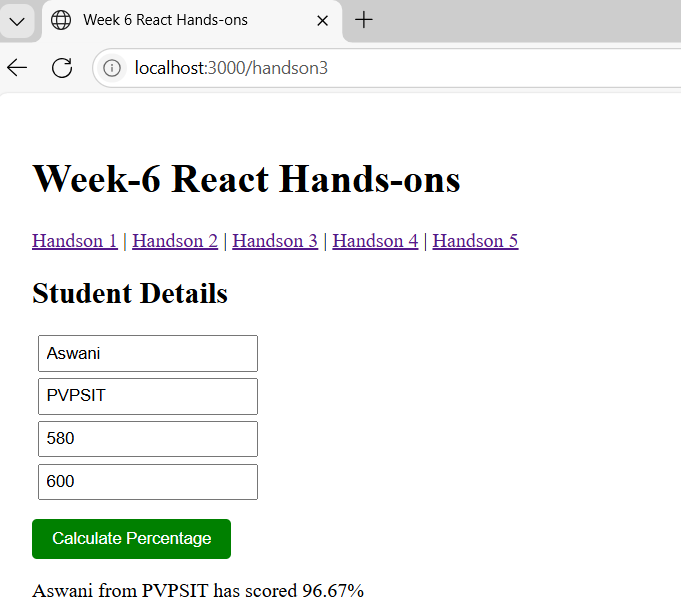 Week 6 React Hands-ons
localhost:3000/handson3
Week-6 React Hands-ons
Handson 1 | Handson 2 | Handson 3 | Handson 4 | Handson 5
Student Details
Aswani
PVPSIT
580
600
Calculate Percentage
Aswani from PVPSIT has scored 96.67%